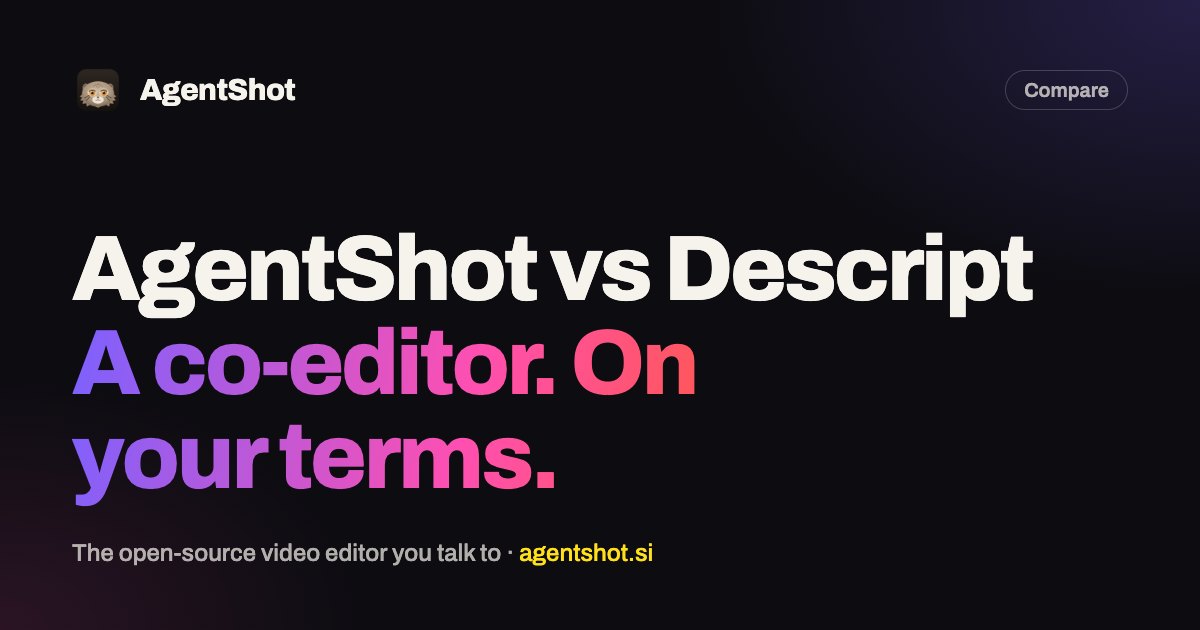 AgentShot
Compare
AgentShot vs Descript
A co-editor. On
your terms.
The open-source video editor you talk to · agentshot.si